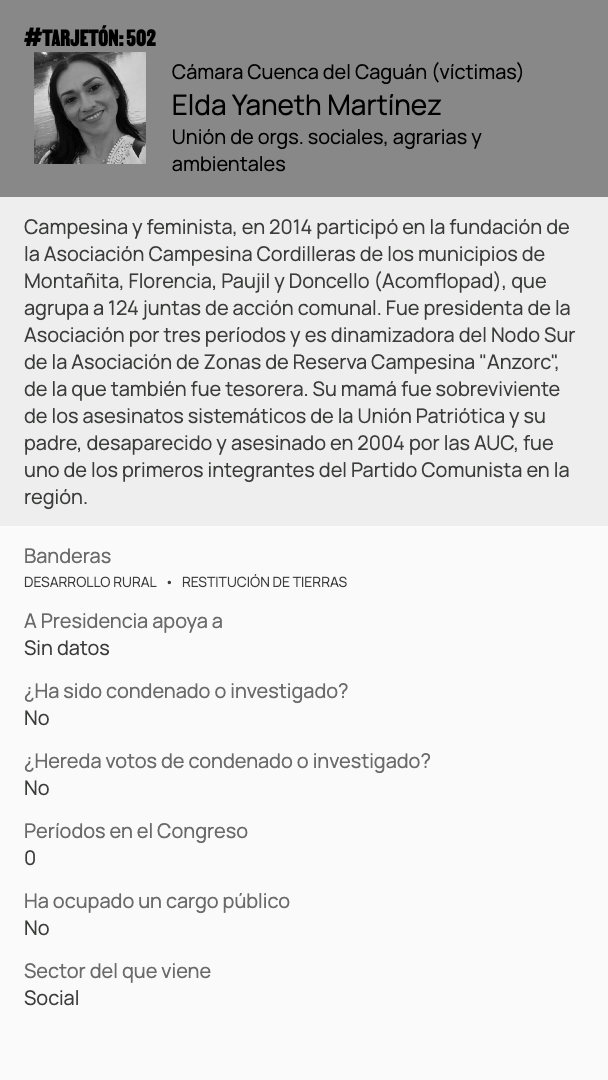 #TARJETÓN: 502
Cámara Cuenca del Caguán (víctimas)
Elda Yaneth Martínez
Unión de orgs. sociales, agrarias y
ambientales
Campesina y feminista, en 2014 participó en la fundación de
la Asociación Campesina Cordilleras de los municipios de
Montañita, Florencia, Paujil y Doncello (Acomflopad), que
agrupa a 124 juntas de acción comunal. Fue presidenta de la
Asociación por tres períodos y es dinamizadora del Nodo Sur
de la Asociación de Zonas de Reserva Campesina "Anzorc",
de la que también fue tesorera. Su mamá fue sobreviviente
de los asesinatos sistemáticos de la Unión Patriótica y su
padre, desaparecido y asesinado en 2004 por las AUC, fue
uno de los primeros integrantes del Partido Comunista en la
región.
Banderas
DESARROLLO RURAL • RESTITUCIÓN DE TIERRAS
A Presidencia apoya a
Sin datos
¿Ha sido condenado o investigado?
No
¿Hereda votos de condenado o investigado?
No
Períodos en el Congreso
0
Ha ocupado un cargo público
No
Sector del que viene
Social